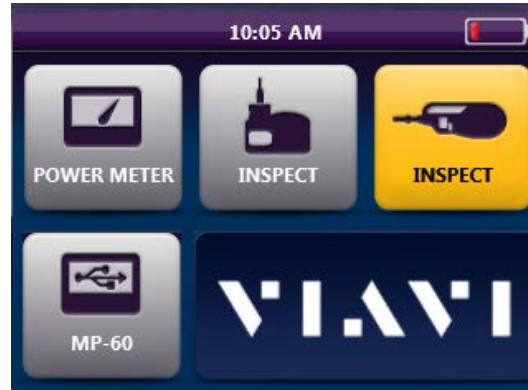 10:05 AM
POWER METER
INSPECT
INSPECT
MP-60
VIAVI